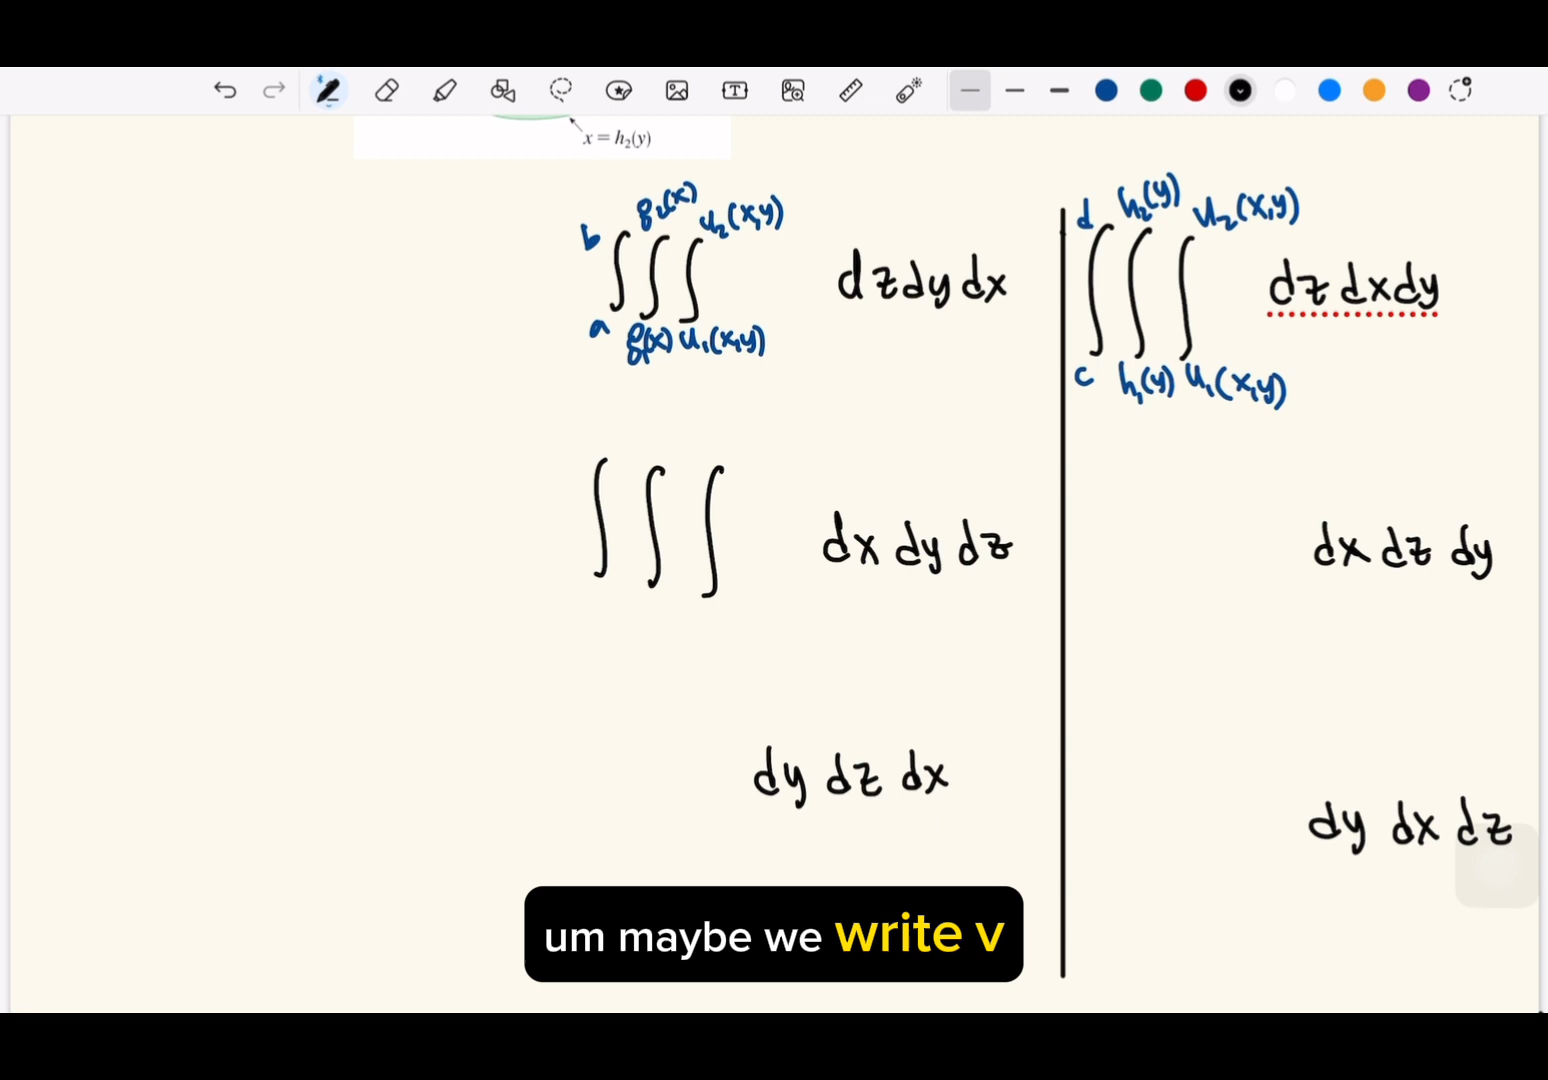 x = h₂(y)
b g₂(x) u₂(x,y)
∫ ∫ ∫ dz dy dx
a g₁(x) u₁(x,y)
d h₂(y) u₂(x,y)
∫ ∫ ∫ dz dx dy
c h₁(y) u₁(x,y)
∫ ∫ ∫ dx dy dz
dx dz dy
dy dz dx
dy dx dz
um maybe we write v